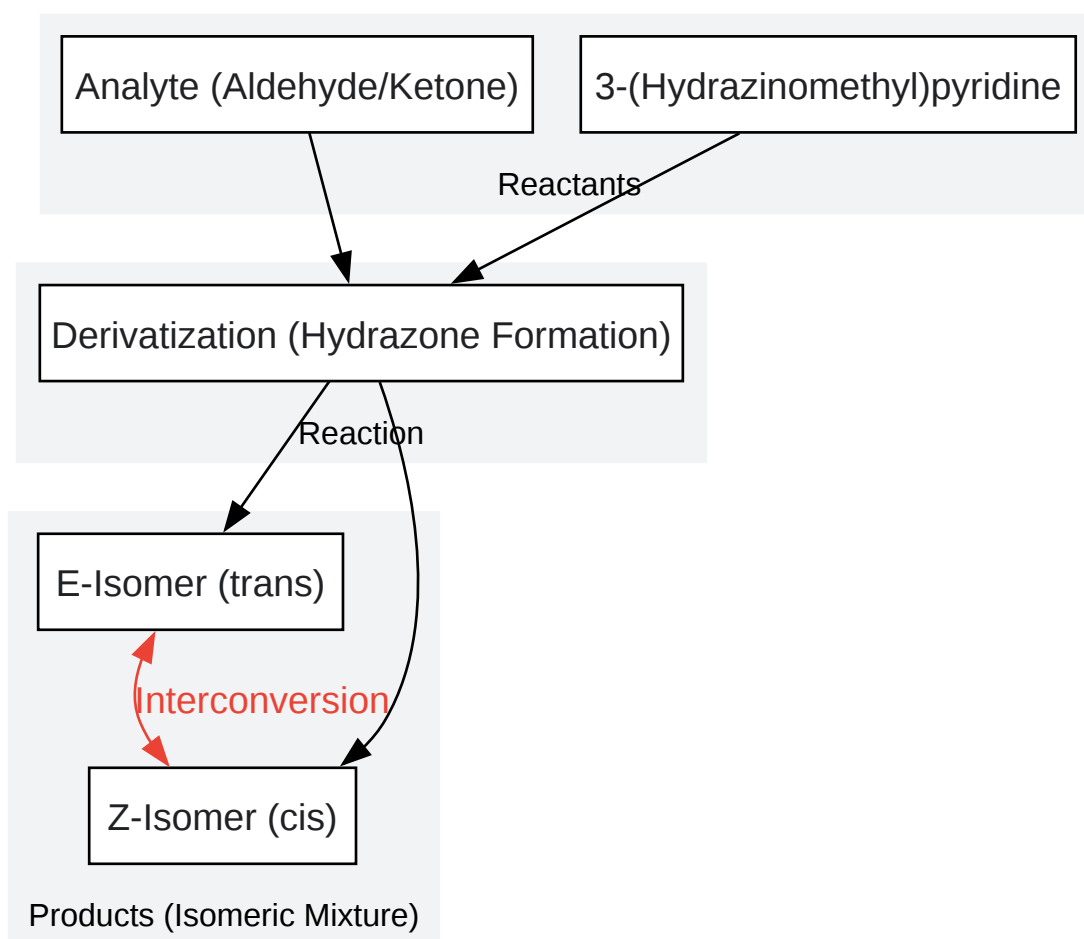 Analyte (Aldehyde/Ketone)
3-(Hydrazinomethyl)pyridine
Reactants
Derivatization (Hydrazone Formation)
Reaction
E-Isomer (trans)
Interconversion
Z-Isomer (cis)
Products (Isomeric Mixture)